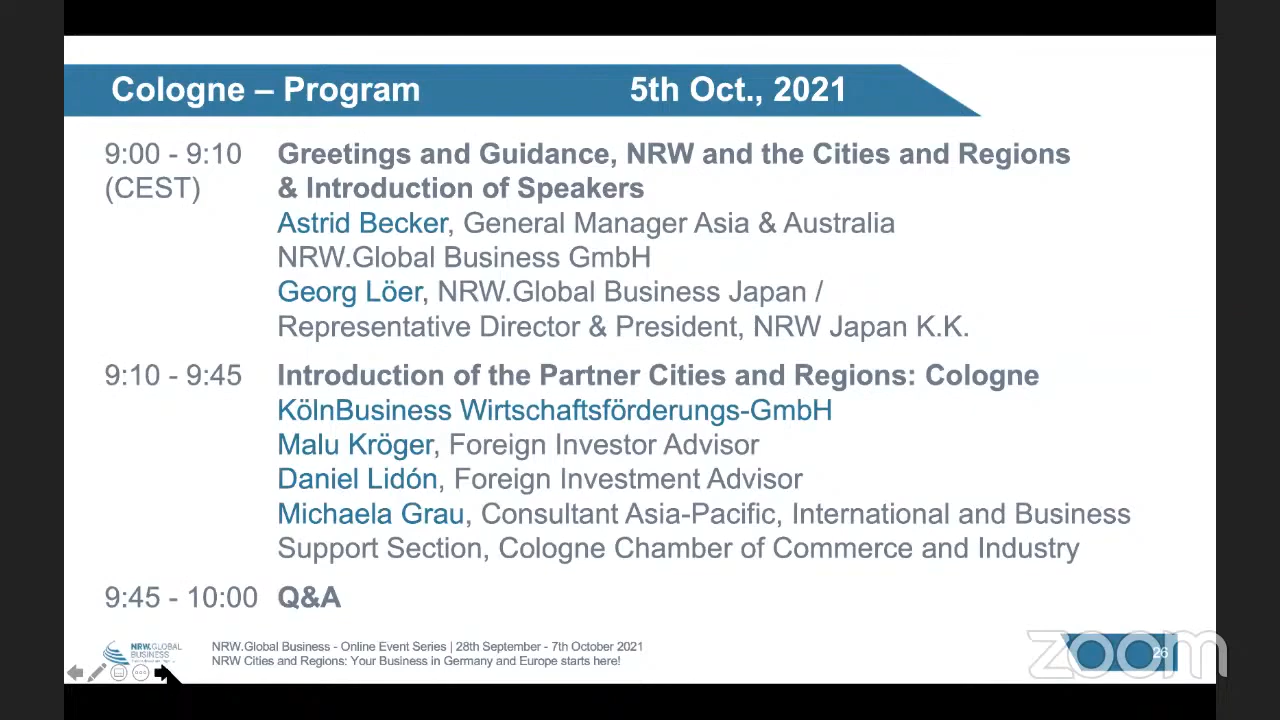 Cologne – Program 5th Oct., 2021
9:00 - 9:10 Greetings and Guidance, NRW and the Cities and Regions
(CEST) & Introduction of Speakers
Astrid Becker, General Manager Asia & Australia
NRW.Global Business GmbH
Georg Löer, NRW.Global Business Japan /
Representative Director & President, NRW Japan K.K.
9:10 - 9:45 Introduction of the Partner Cities and Regions: Cologne
KölnBusiness Wirtschaftsförderungs-GmbH
Malu Kröger, Foreign Investor Advisor
Daniel Lidón, Foreign Investment Advisor
Michaela Grau, Consultant Asia-Pacific, International and Business
Support Section, Cologne Chamber of Commerce and Industry
9:45 - 10:00 Q&A
NRW.GLOBAL
BUSINESS
NRW.Global Business - Online Event Series | 28th September - 7th October 2021
NRW Cities and Regions: Your Business in Germany and Europe starts here!
26
zoom